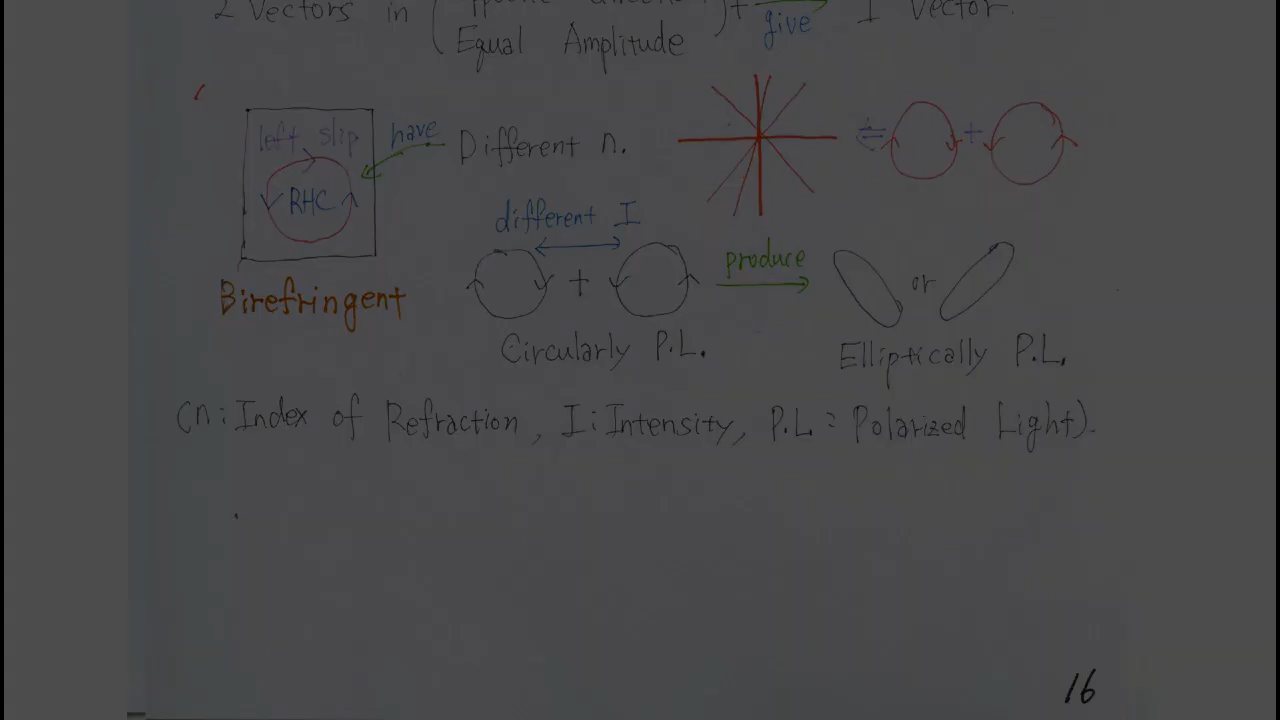 2 Vectors in
+ give 1 Vector.
Equal Amplitude
left slip
have
Different n.
RHC
different I
produce
or
Birefringent
Circularly P.L.
Elliptically P.L.
(n: Index of Refraction, I: Intensity, P.L = Polarized Light).
16